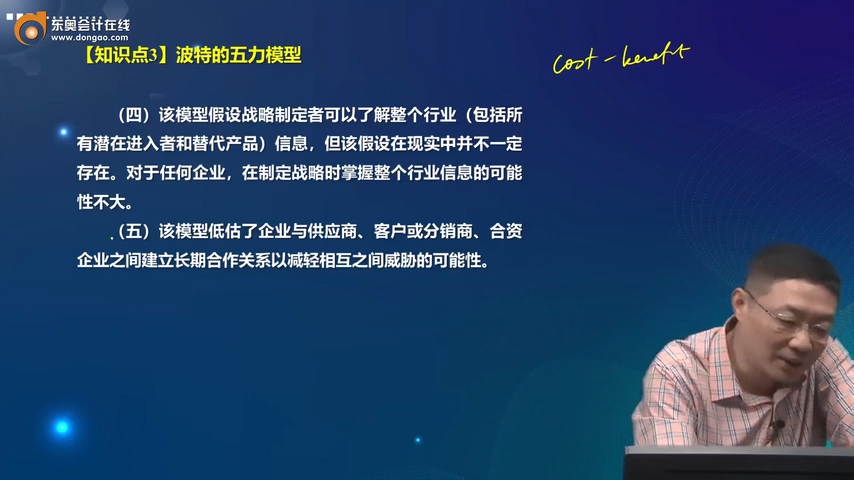 东奥会计在线
www.dongao.com
【知识点3】波特的五力模型
cost-benefit
（四）该模型假设战略制定者可以了解整个行业（包括所
有潜在进入者和替代产品）信息，但该假设在现实中并不一定
存在。对于任何企业，在制定战略时掌握整个行业信息的可能
性不大。
（五）该模型低估了企业与供应商、客户或分销商、合资
企业之间建立长期合作关系以减轻相互之间威胁的可能性。